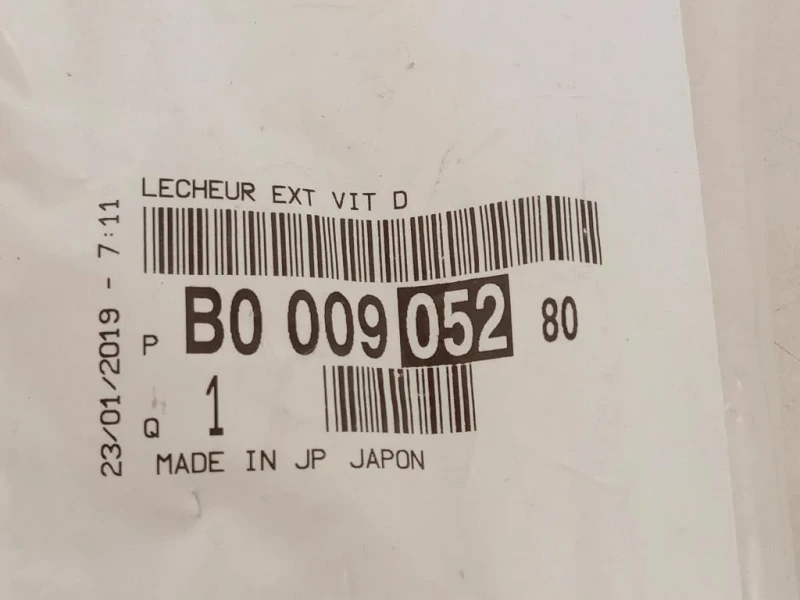 LECHEUR EXT VIT D
P B0 009 052 80
Q 1
MADE IN JP JAPON
23/01/2019 - 7:11